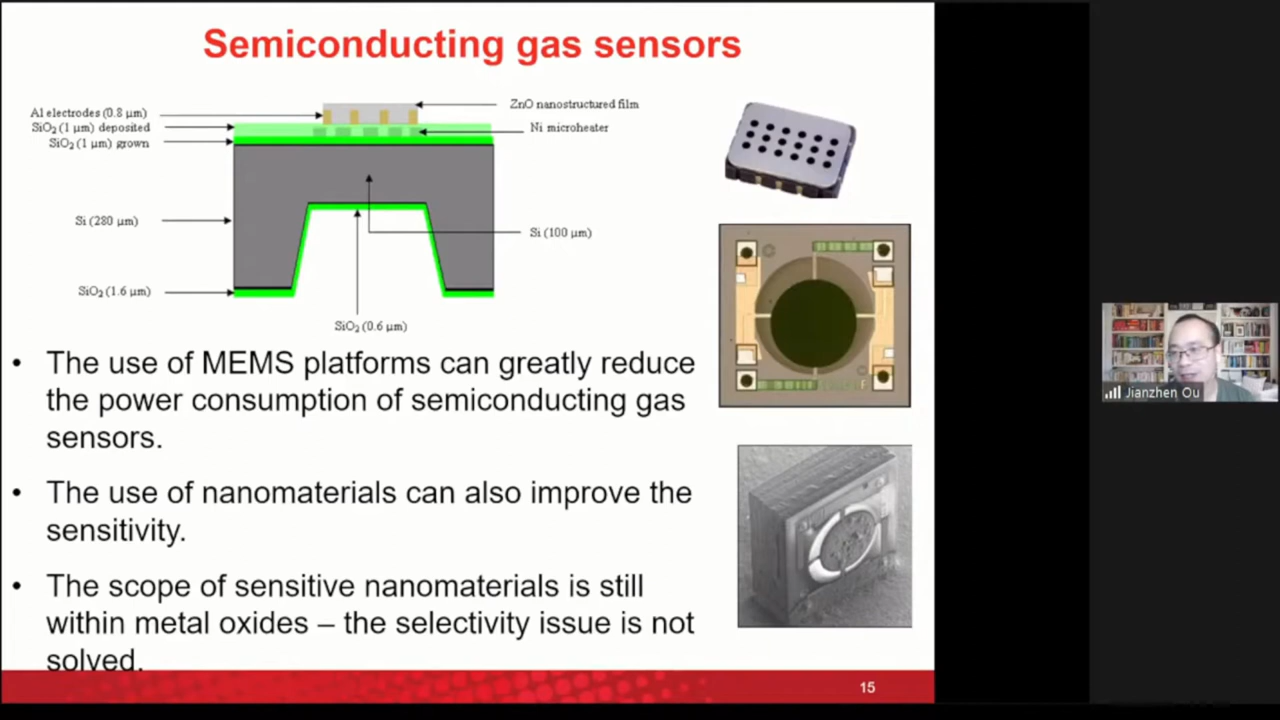 Semiconducting gas sensors
Al electrodes (0.8 µm)
SiO2 (1 µm) deposited
SiO2 (1 µm) grown
ZnO nanostructured film
Ni microheater
Si (280 µm)
Si (100 µm)
SiO2 (1.6 µm)
SiO2 (0.6 µm)
• The use of MEMS platforms can greatly reduce
the power consumption of semiconducting gas
sensors.
• The use of nanomaterials can also improve the
sensitivity.
• The scope of sensitive nanomaterials is still
within metal oxides – the selectivity issue is not
solved.
15
Jianzhen Ou